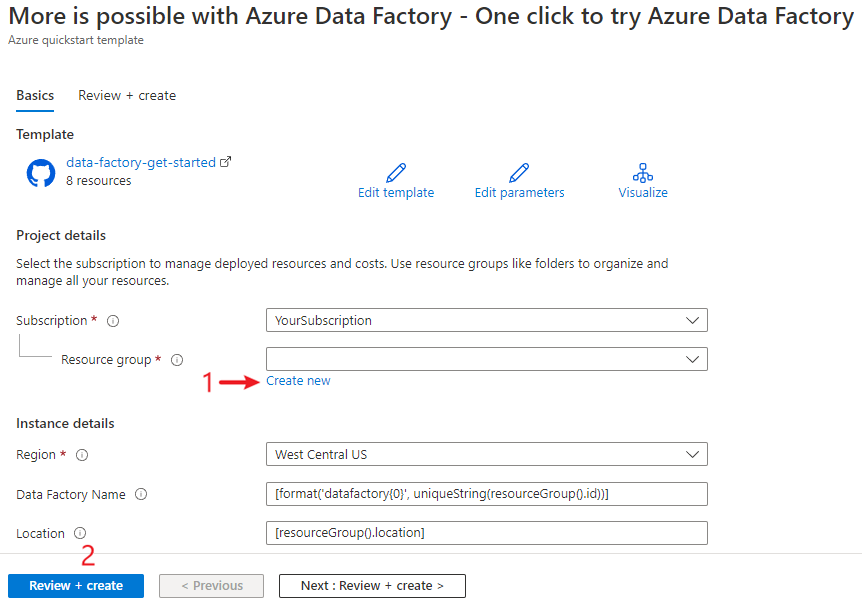 More is possible with Azure Data Factory - One click to try Azure Data Factory
Azure quickstart template
Basics Review + create
Template
data-factory-get-started
8 resources
Edit template Edit parameters Visualize
Project details
Select the subscription to manage deployed resources and costs. Use resource groups like folders to organize and
manage all your resources.
Subscription * YourSubscription
Resource group *
1 Create new
Instance details
Region * West Central US
Data Factory Name [format('datafactory{0}', uniqueString(resourceGroup().id))]
Location [resourceGroup().location]
2
Review + create < Previous Next : Review + create >